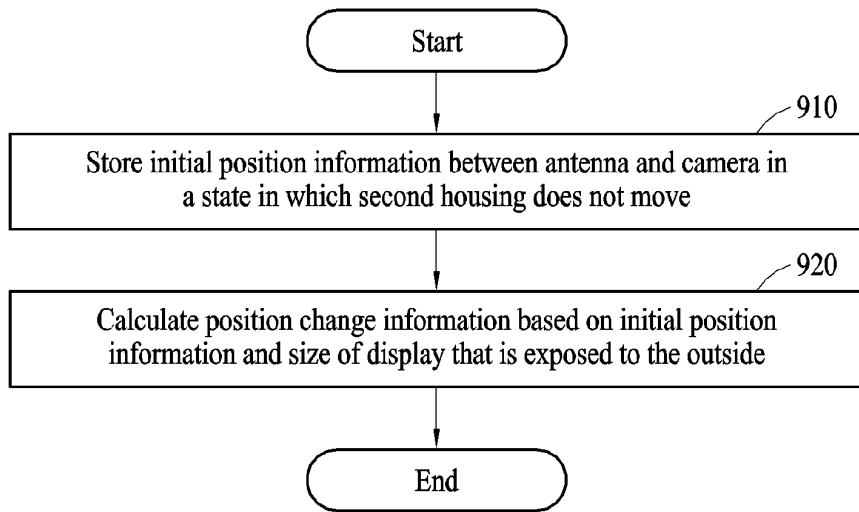 Start
910
Store initial position information between antenna and camera in
a state in which second housing does not move
920
Calculate position change information based on initial position
information and size of display that is exposed to the outside
End